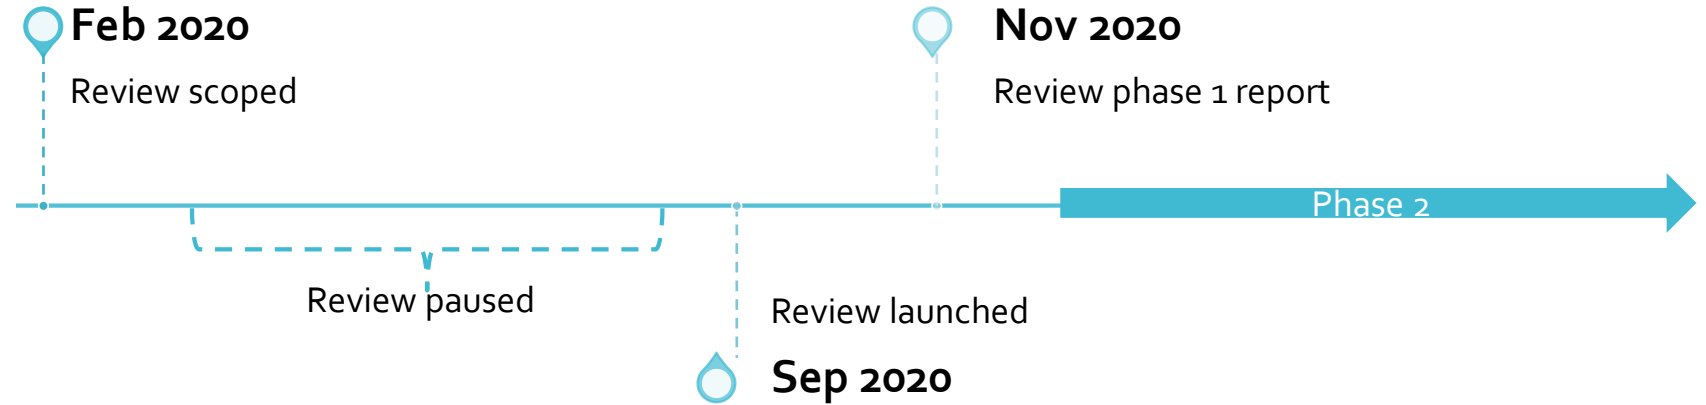 Feb 2020
Review scoped
Nov 2020
Review phase 1 report
Phase 2
Review paused
Review launched
Sep 2020